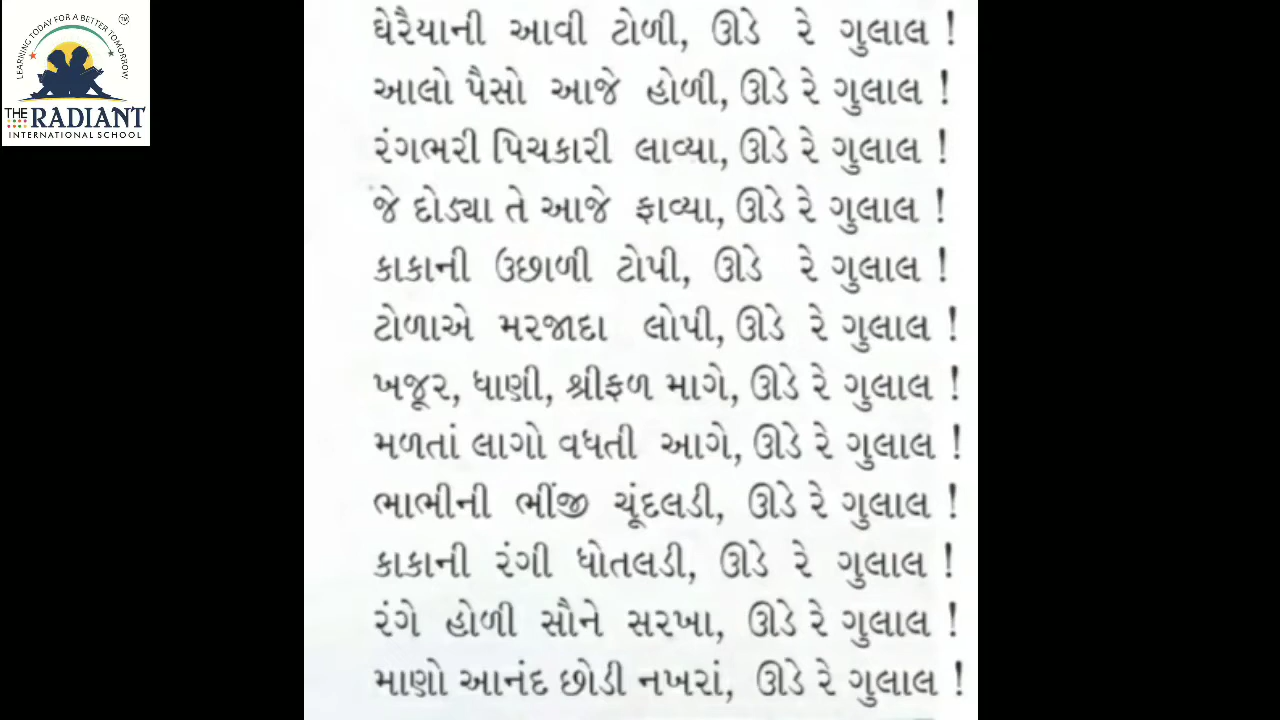 LEARNING TODAY FOR A BETTER TOMORROW
TM
THE RADIANT
INTERNATIONAL SCHOOL
ઘેરૈયાની આવી ટોળી, ઊડે રે ગુલાલ !
આલો પૈસો આજે હોળી, ઊડે રે ગુલાલ !
રંગભરી પિચકારી લાવ્યા, ઊડે રે ગુલાલ !
જે દોડ્યા તે આજે ફાવ્યા, ઊડે રે ગુલાલ !
કાકાની ઉછાળી ટોપી, ઊડે રે ગુલાલ !
ટોળાએ મરજાદા લોપી, ઊડે રે ગુલાલ !
ખજૂર, ધાણી, શ્રીફળ માગે, ઊડે રે ગુલાલ !
મળતાં લાગો વધતી આગે, ઊડે રે ગુલાલ !
ભાભીની ભીંજી ચૂંદલડી, ઊડે રે ગુલાલ !
કાકાની રંગી ધોતલડી, ઊડે રે ગુલાલ !
રંગે હોળી સૌને સરખા, ઊડે રે ગુલાલ !
માણો આનંદ છોડી નખરાં, ઊડે રે ગુલાલ !